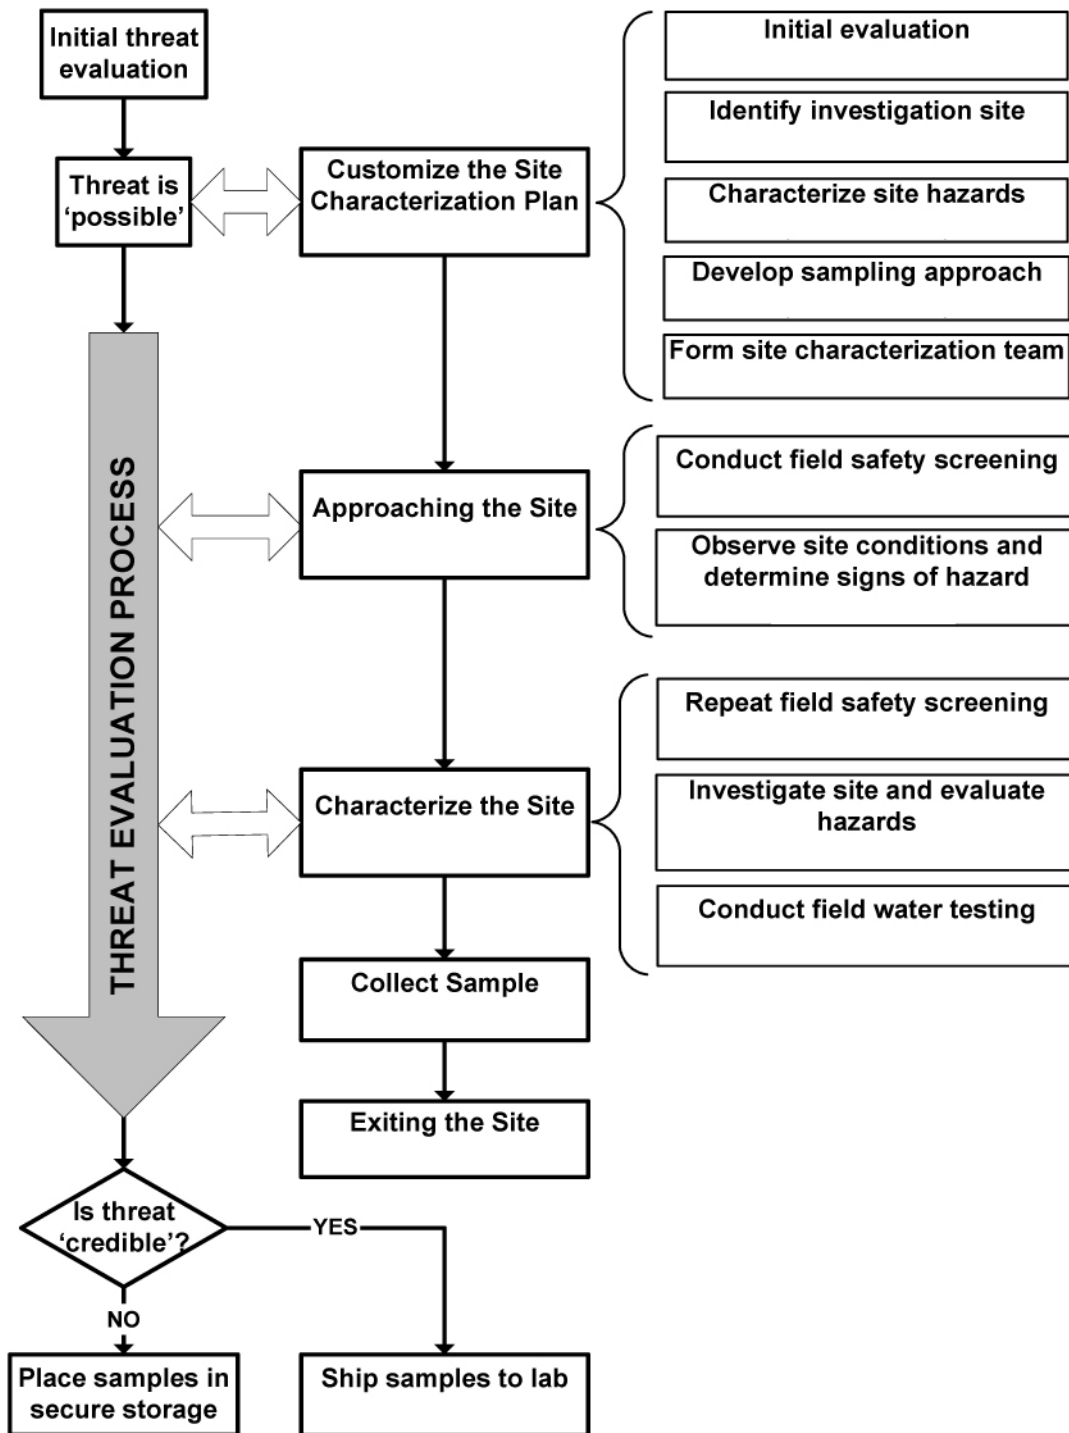 Initial threat
evaluation
Threat is
‘possible’
THREAT EVALUATION PROCESS
Is threat
‘credible’?
YES
NO
Place samples in
secure storage
Ship samples to lab
Customize the Site
Characterization Plan
Approaching the Site
Characterize the Site
Collect Sample
Exiting the Site
Initial evaluation
Identify investigation site
Characterize site hazards
Develop sampling approach
Form site characterization team
Conduct field safety screening
Observe site conditions and
determine signs of hazard
Repeat field safety screening
Investigate site and evaluate
hazards
Conduct field water testing